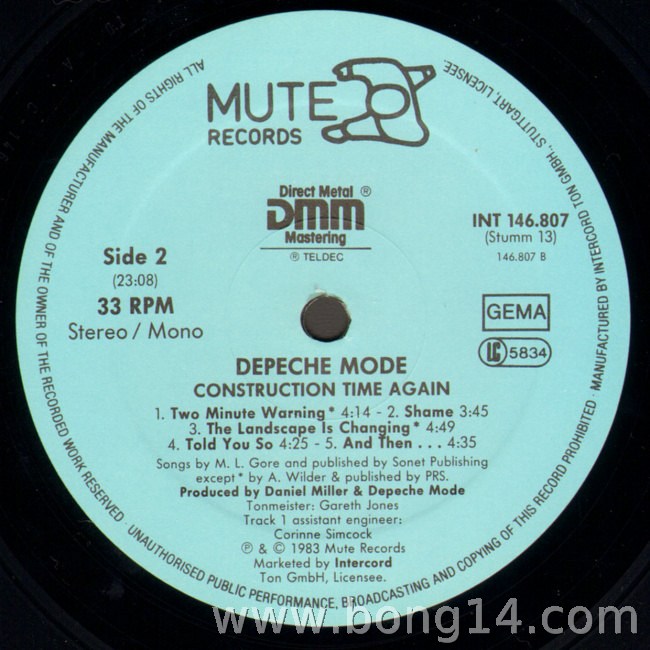 MUTE
RECORDS
Direct Metal ®
DMM
Mastering
℗ TELDEC
INT 146.807
(Stumm 13)
146.807 B
Side 2
(23:08)
33 RPM
Stereo / Mono
GEMA
LC 5834
DEPECHE MODE
CONSTRUCTION TIME AGAIN
1. Two Minute Warning* 4:14 - 2. Shame 3:45
3. The Landscape Is Changing* 4:49
4. Told You So 4:25 - 5. And Then . . . 4:35
Songs by M. L. Gore and published by Sonet Publishing
except* by A. Wilder & published by PRS.
Produced by Daniel Miller & Depeche Mode
Tonmeister: Gareth Jones
Track 1 assistant engineer:
Corinne Simcock
℗ & © 1983 Mute Records
Marketed by Intercord
Ton GmbH, Licensee.
ALL RIGHTS OF THE MANUFACTURER AND OF THE OWNER OF THE RECORDED WORK RESERVED · UNAUTHORISED PUBLIC PERFORMANCE, BROADCASTING AND COPYING OF THIS RECORD PROHIBITED · MANUFACTURED BY INTERCORD TON GMBH., STUTTGART, LICENSEE.
www.bong14.com